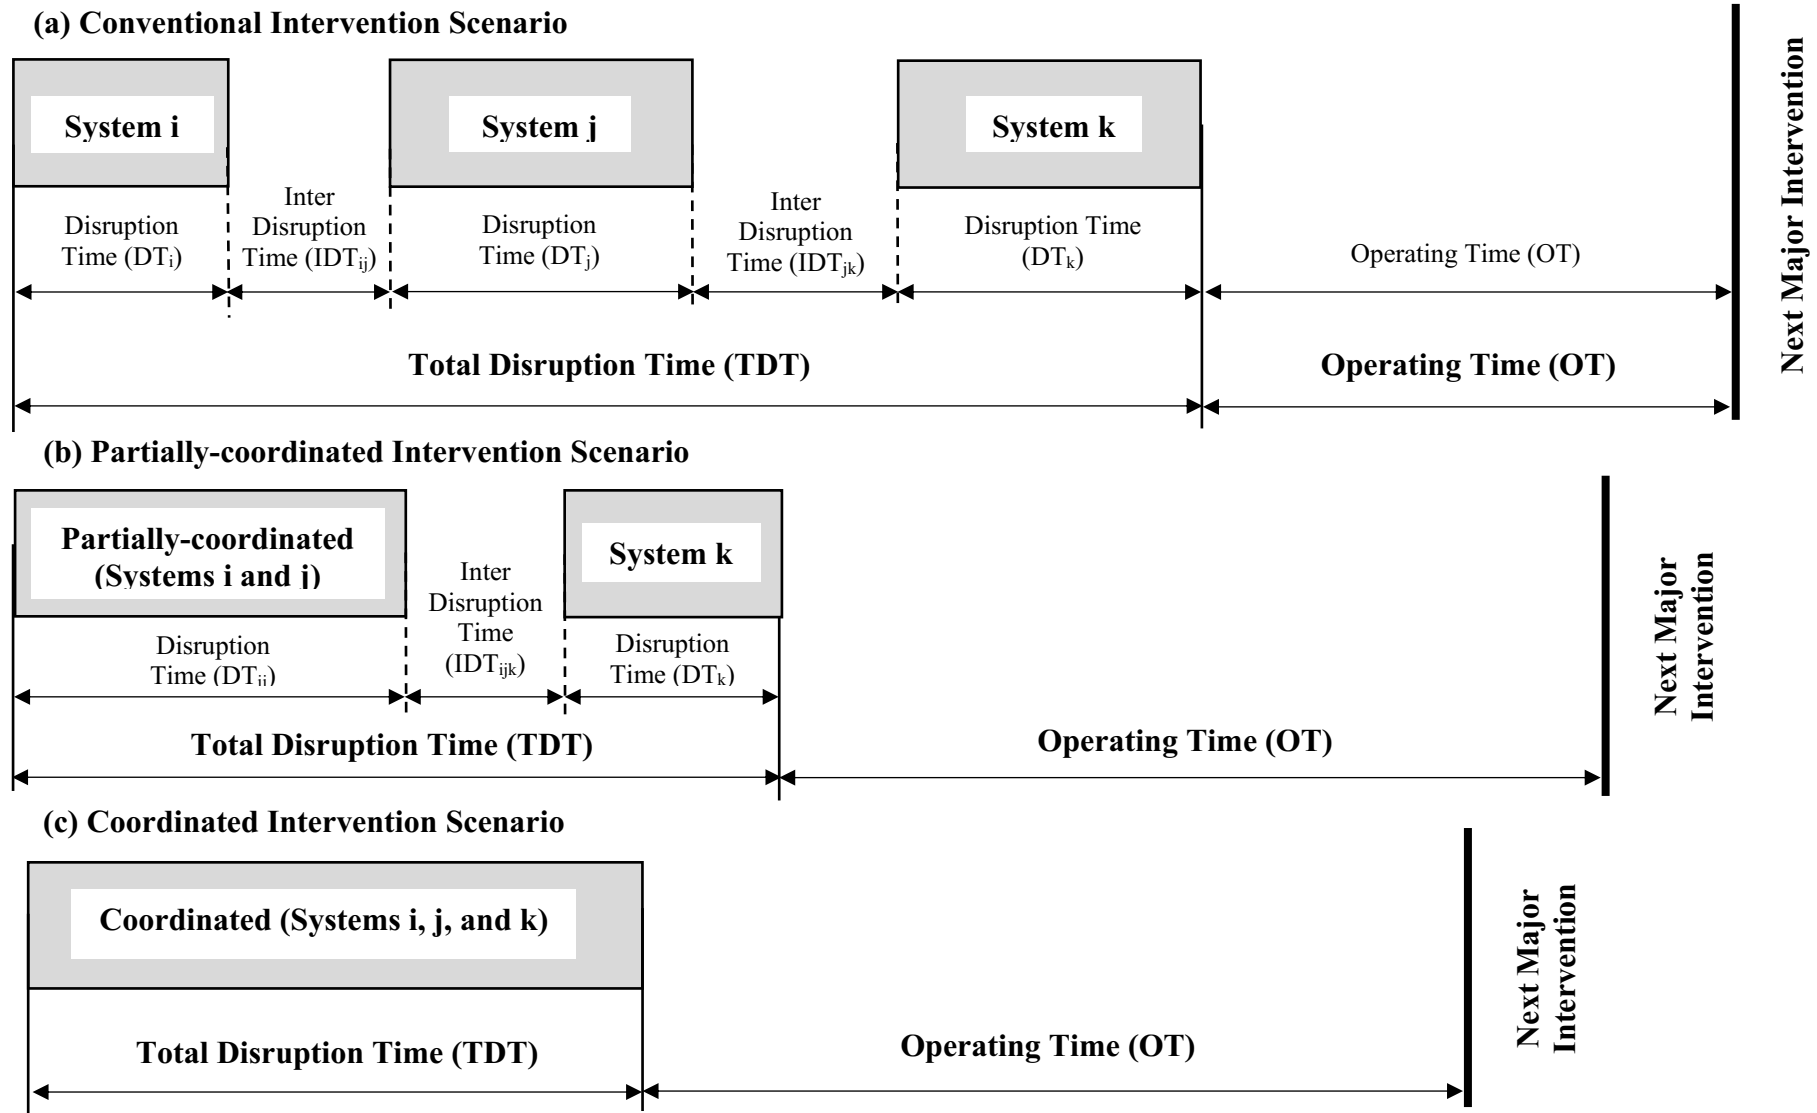 (a) Conventional Intervention Scenario
System i
System j
System k
Disruption
Time (DTi)
Inter
Disruption
Time (IDTij)
Disruption
Time (DTj)
Inter
Disruption
Time (IDTjk)
Disruption Time
(DTk)
Operating Time (OT)
Total Disruption Time (TDT)
Operating Time (OT)
Next Major Intervention
(b) Partially-coordinated Intervention Scenario
Partially-coordinated
(Systems i and j)
System k
Disruption
Time (DTij)
Inter
Disruption
Time
(IDTijk)
Disruption
Time (DTk)
Total Disruption Time (TDT)
Operating Time (OT)
Next Major
Intervention
(c) Coordinated Intervention Scenario
Coordinated (Systems i, j, and k)
Total Disruption Time (TDT)
Operating Time (OT)
Next Major
Intervention